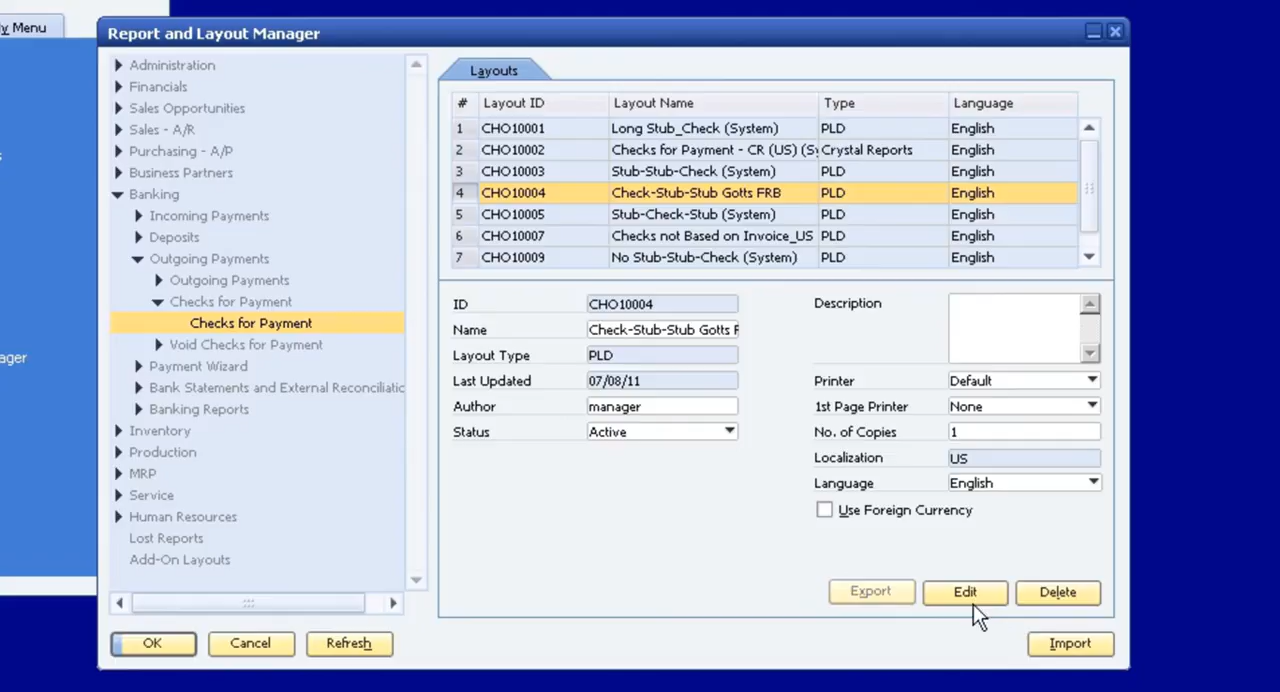 y Menu
Report and Layout Manager
Administration
Financials
Sales Opportunities
Sales - A/R
Purchasing - A/P
Business Partners
Banking
Incoming Payments
Deposits
Outgoing Payments
Outgoing Payments
Checks for Payment
Checks for Payment
Void Checks for Payment
Payment Wizard
Bank Statements and External Reconciliatic
Banking Reports
Inventory
Production
MRP
Service
Human Resources
Lost Reports
Add-On Layouts
ager
Layouts
# Layout ID Layout Name Type Language
1 CHO10001 Long Stub_Check (System) PLD English
2 CHO10002 Checks for Payment - CR (US) (Sy Crystal Reports English
3 CHO10003 Stub-Stub-Check (System) PLD English
4 CHO10004 Check-Stub-Stub Gotts FRB PLD English
5 CHO10005 Stub-Check-Stub (System) PLD English
6 CHO10007 Checks not Based on Invoice_US PLD English
7 CHO10009 No Stub-Stub-Check (System) PLD English
ID CHO10004
Name Check-Stub-Stub Gotts F
Layout Type PLD
Last Updated 07/08/11
Author manager
Status Active
Description
Printer Default
1st Page Printer None
No. of Copies 1
Localization US
Language English
Use Foreign Currency
Export Edit Delete
OK Cancel Refresh Import